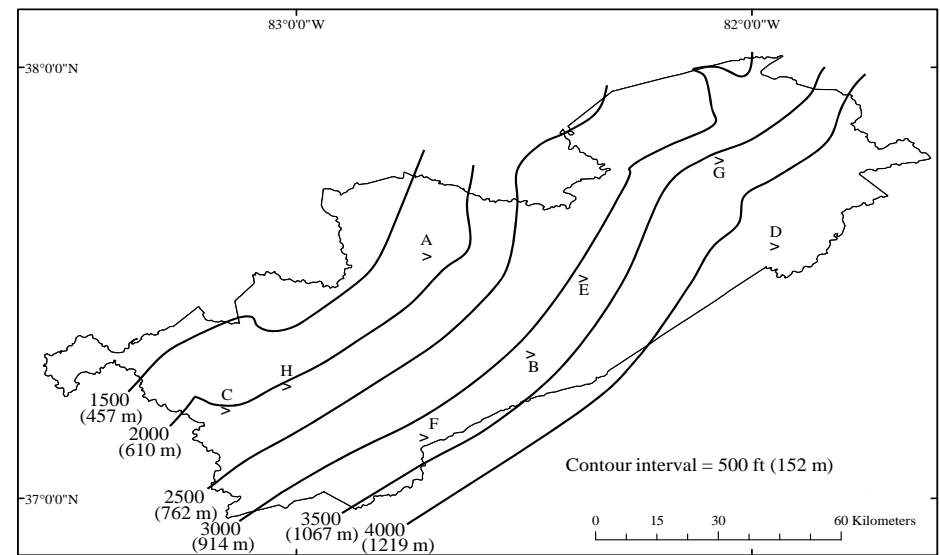 83°0'0"W
82°0'0"W
38°0'0"N
G
A
D
E
B
H
C
F
1500
(457 m)
2000
(610 m)
2500
(762 m)
3000
(914 m)
3500
(1067 m)
4000
(1219 m)
Contour interval = 500 ft (152 m)
37°0'0"N
0 15 30 60 Kilometers